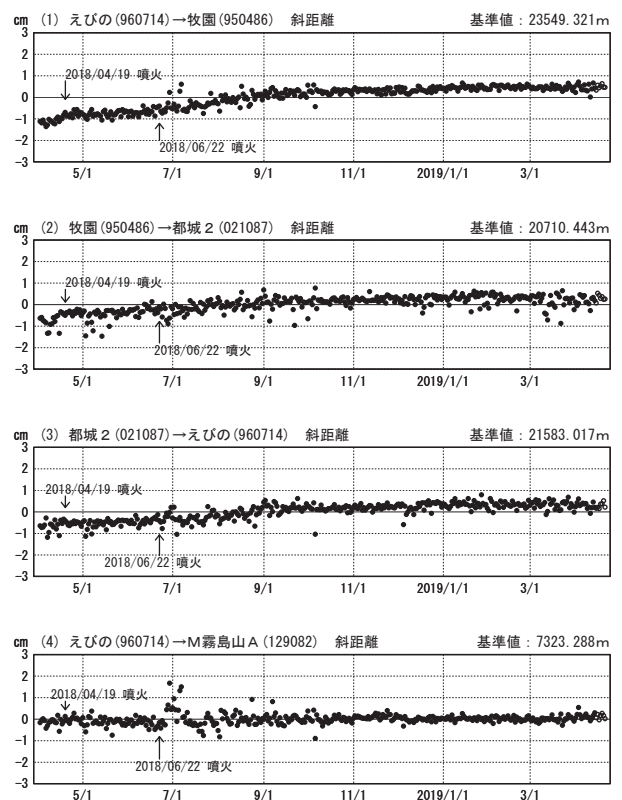 cm (1) えびの(960714)→牧園(950486) 斜距離 基準値：23549.321m
3
2
1
0
−1
−2
−3
2018/04/19 噴火
2018/06/22 噴火
5/1 7/1 9/1 11/1 2019/1/1 3/1
cm (2) 牧園(950486)→都城２(021087) 斜距離 基準値：20710.443m
3
2
1
0
−1
−2
−3
2018/04/19 噴火
2018/06/22 噴火
5/1 7/1 9/1 11/1 2019/1/1 3/1
cm (3) 都城２(021087)→えびの(960714) 斜距離 基準値：21583.017m
3
2
1
0
−1
−2
−3
2018/04/19 噴火
2018/06/22 噴火
5/1 7/1 9/1 11/1 2019/1/1 3/1
cm (4) えびの(960714)→Ｍ霧島山Ａ(129082) 斜距離 基準値：7323.288m
3
2
1
0
−1
−2
−3
2018/04/19 噴火
2018/06/22 噴火
5/1 7/1 9/1 11/1 2019/1/1 3/1